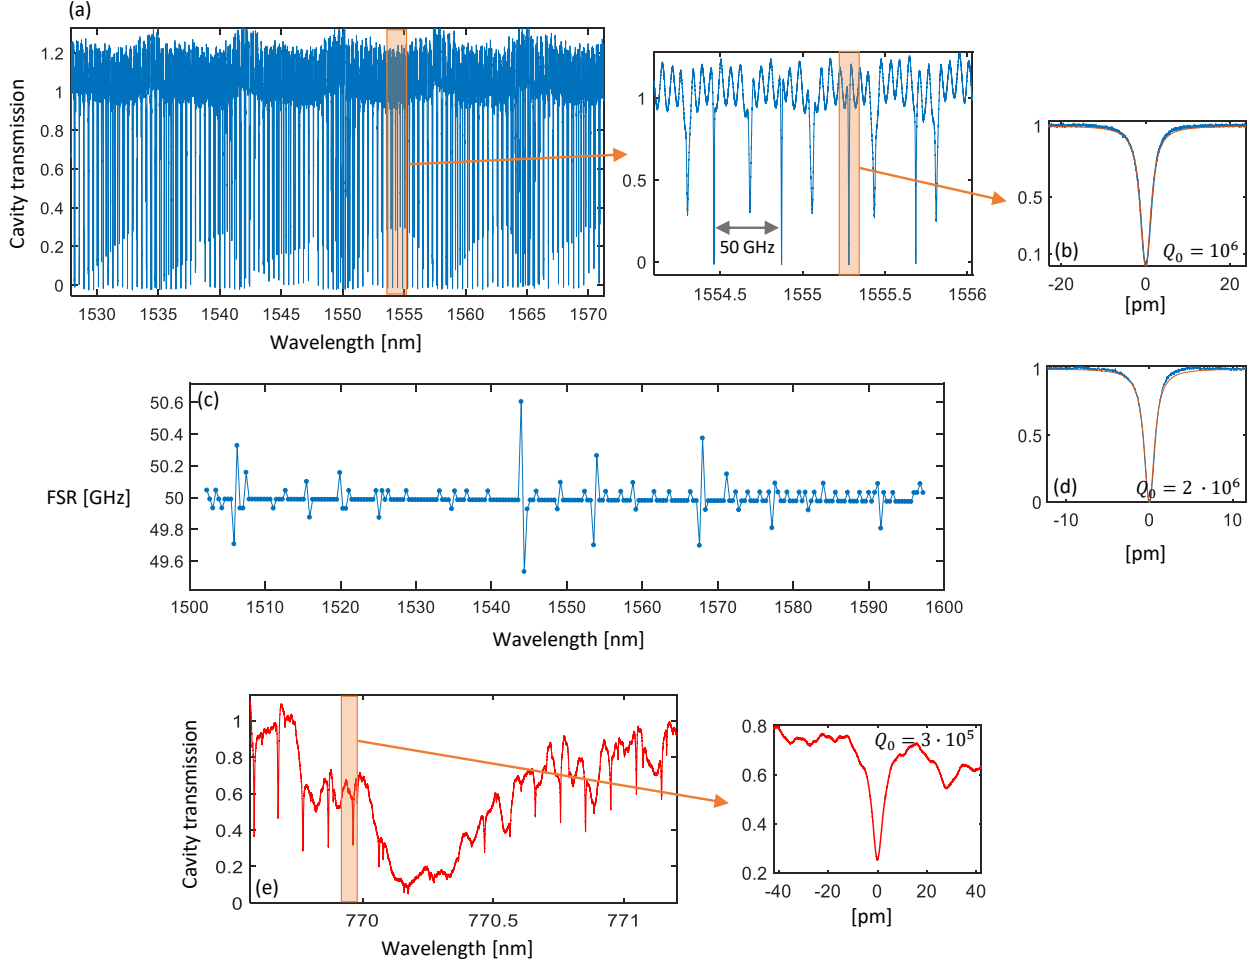 (a)
1.2
1
0.8
0.6
0.4
0.2
0
Cavity transmission
1530 1535 1540 1545 1550 1555 1560 1565 1570
Wavelength [nm]
1
0.5
0
50 GHz
1554.5 1555 1555.5 1556
1
0.5
0.1
(b)
Q₀ = 10⁶
-20 0 20
[pm]
(c)
50.6
50.4
50.2
50
49.8
49.6
FSR [GHz]
1500 1510 1520 1530 1540 1550 1560 1570 1580 1590 1600
Wavelength [nm]
1
0.5
0
(d)
Q₀ = 2 · 10⁶
-10 0 10
[pm]
1
0.8
0.6
0.4
0.2
0
Cavity transmission
(e)
770 770.5 771
Wavelength [nm]
0.8
0.6
0.4
0.2
Q₀ = 3 · 10⁵
-40 -20 0 20 40
[pm]